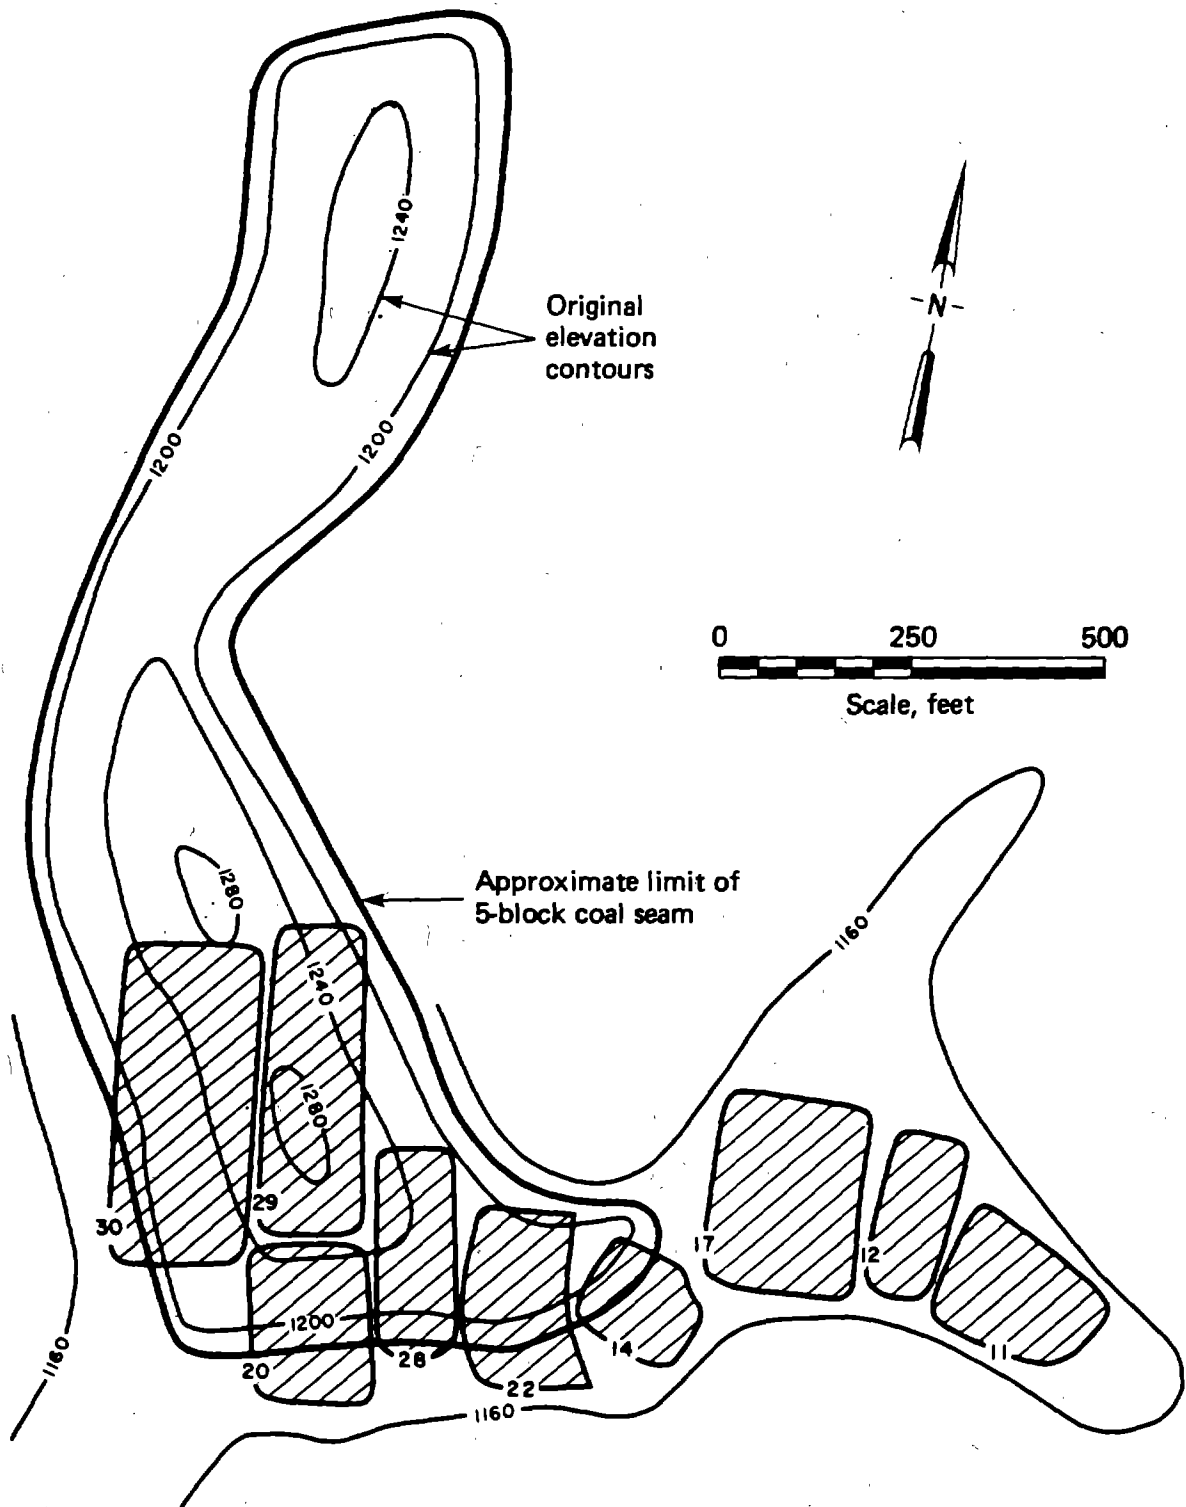 1240
Original
elevation
contours
N
1200
1200
0 250 500
Scale, feet
1280
Approximate limit of
5-block coal seam
1160
1240
1280
29
30
17
12
1200
1160
20
28
14
11
22
1160